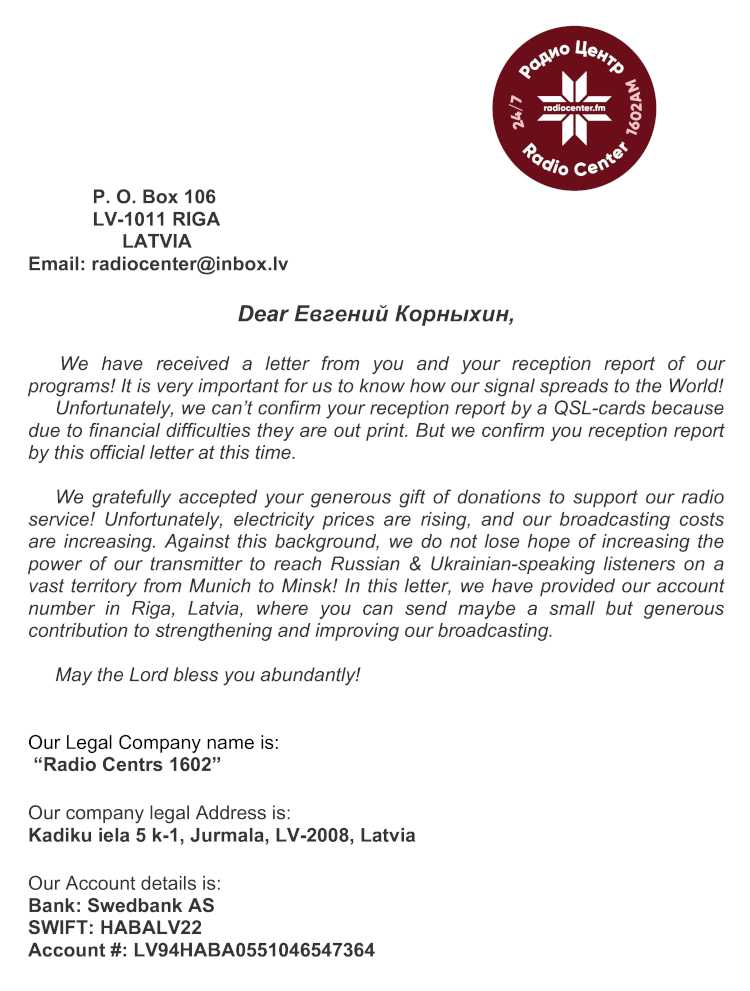 Радио Центр
24/7
radiocenter.fm
1602AM
Radio Center
P. O. Box 106
LV-1011 RIGA
LATVIA
Email: radiocenter@inbox.lv
Dear Евгений Корныхин,
We have received a letter from you and your reception report of our
programs! It is very important for us to know how our signal spreads to the World!
Unfortunately, we can’t confirm your reception report by a QSL-cards because
due to financial difficulties they are out print. But we confirm you reception report
by this official letter at this time.
We gratefully accepted your generous gift of donations to support our radio
service! Unfortunately, electricity prices are rising, and our broadcasting costs
are increasing. Against this background, we do not lose hope of increasing the
power of our transmitter to reach Russian & Ukrainian-speaking listeners on a
vast territory from Munich to Minsk! In this letter, we have provided our account
number in Riga, Latvia, where you can send maybe a small but generous
contribution to strengthening and improving our broadcasting.
May the Lord bless you abundantly!
Our Legal Company name is:
“Radio Centrs 1602”
Our company legal Address is:
Kadiku iela 5 k-1, Jurmala, LV-2008, Latvia
Our Account details is:
Bank: Swedbank AS
SWIFT: HABALV22
Account #: LV94HABA0551046547364